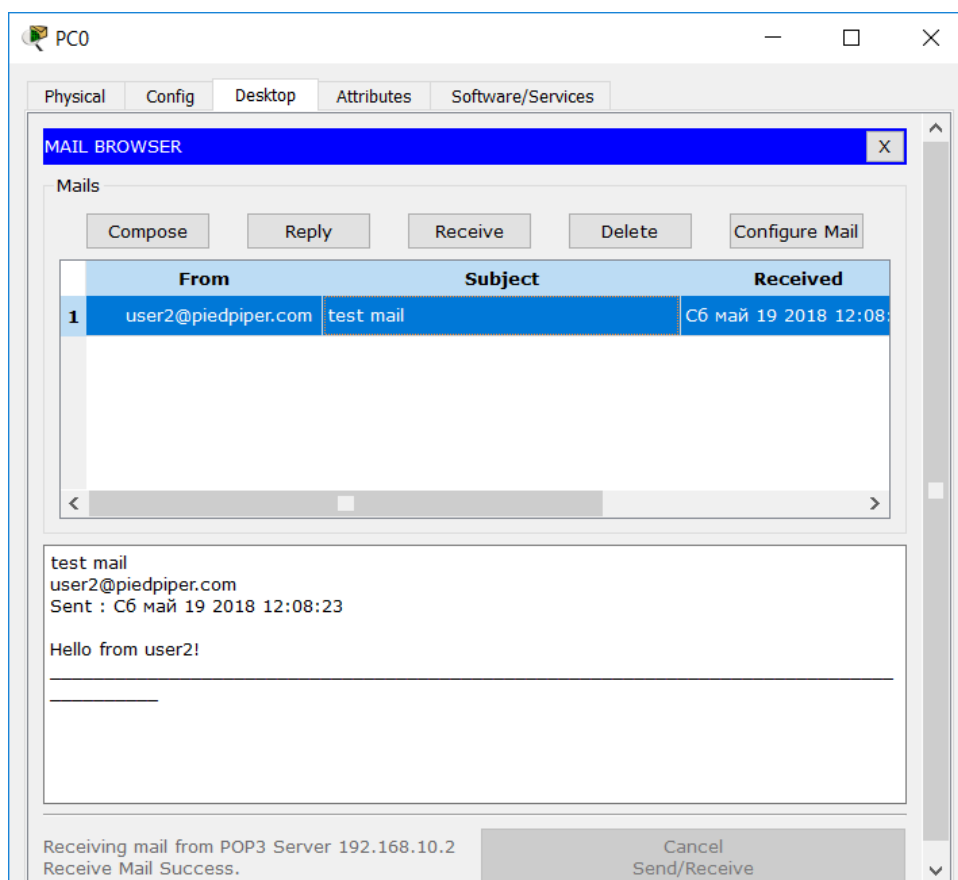 PC0
Physical Config Desktop Attributes Software/Services
MAIL BROWSER X
Mails
Compose Reply Receive Delete Configure Mail
From Subject Received
1 user2@piedpiper.com test mail Сб май 19 2018 12:08:
test mail
user2@piedpiper.com
Sent : Сб май 19 2018 12:08:23
Hello from user2!
Receiving mail from POP3 Server 192.168.10.2
Receive Mail Success.
Cancel
Send/Receive